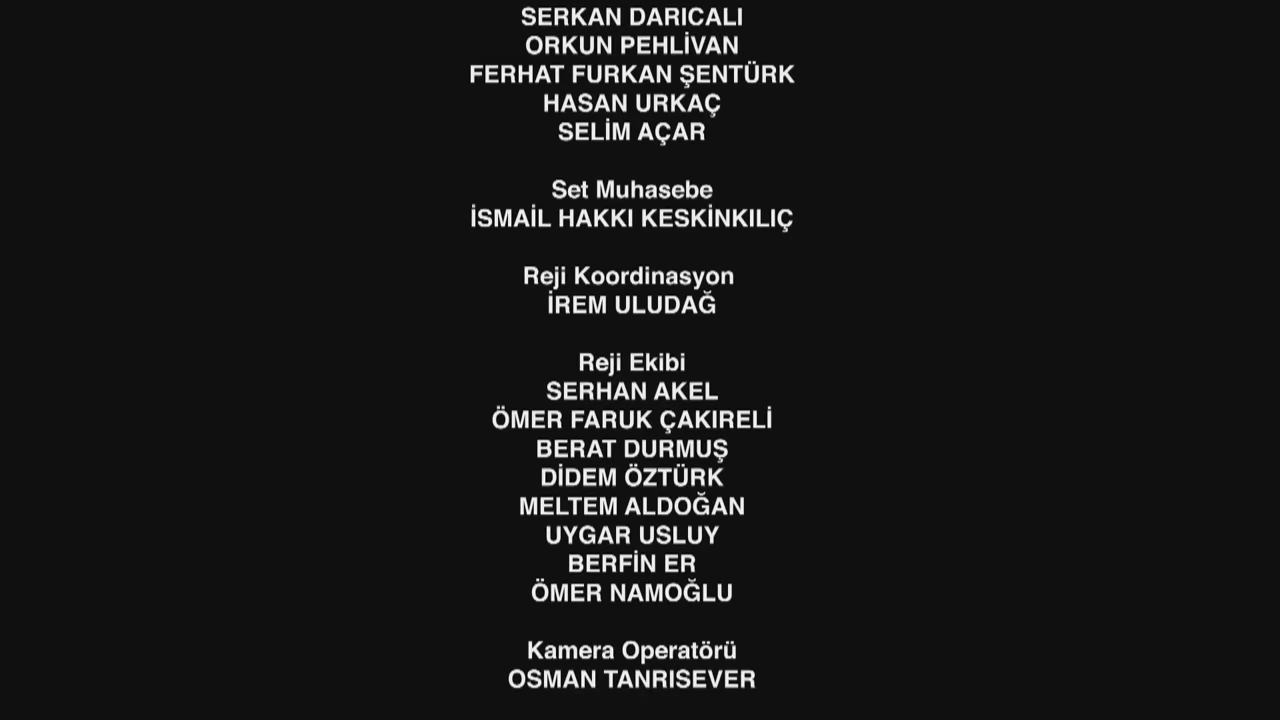 SERKAN DARICALI
ORKUN PEHLİVAN
FERHAT FURKAN ŞENTÜRK
HASAN URKAÇ
SELİM AÇAR
Set Muhasebe
İSMAİL HAKKI KESKİNKILIÇ
Reji Koordinasyon
İREM ULUDAĞ
Reji Ekibi
SERHAN AKEL
ÖMER FARUK ÇAKIRELİ
BERAT DURMUŞ
DİDEM ÖZTÜRK
MELTEM ALDOĞAN
UYGAR USLUY
BERFİN ER
ÖMER NAMOĞLU
Kamera Operatörü
OSMAN TANRISEVER